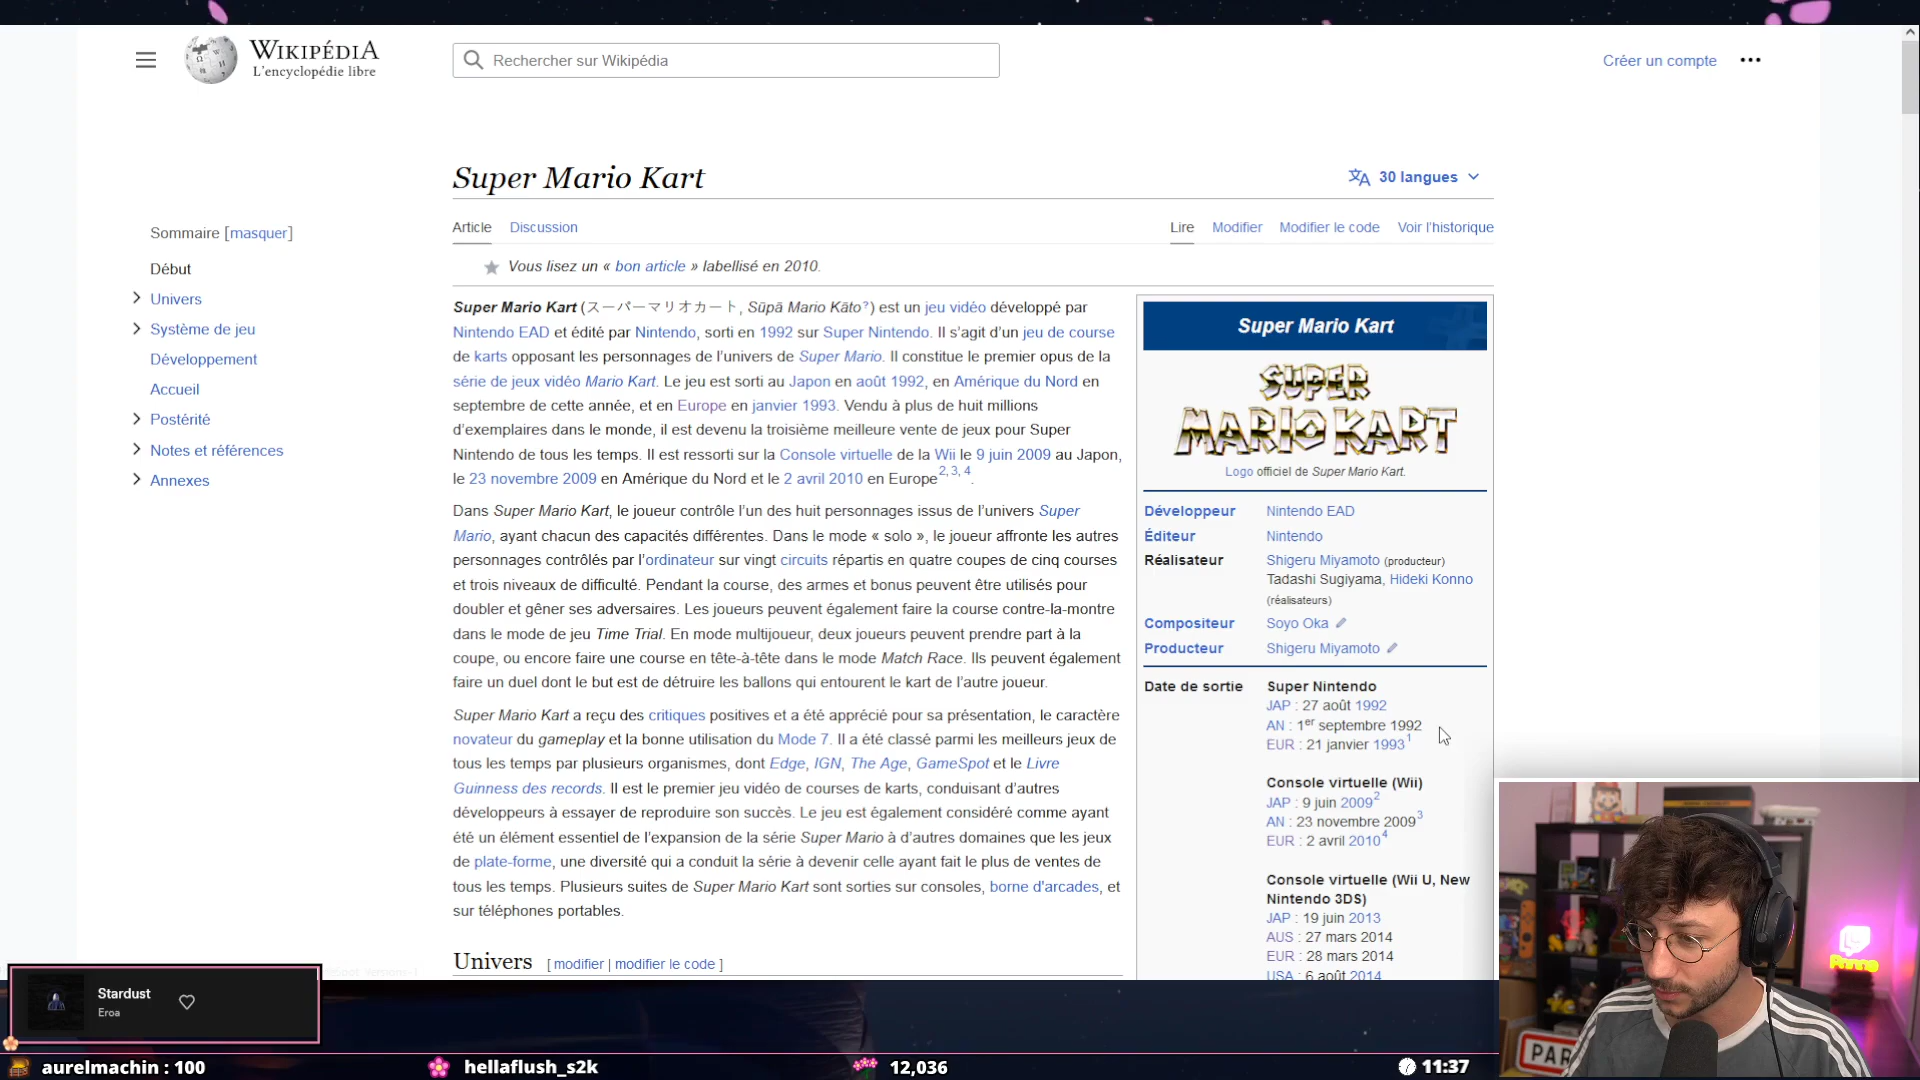 WIKIPÉDIA
L'encyclopédie libre
Rechercher sur Wikipédia
Créer un compte
Super Mario Kart
30 langues
Article Discussion
Lire Modifier Modifier le code Voir l'historique
Vous lisez un « bon article » labellisé en 2010.
Sommaire [masquer]
Début
Univers
Système de jeu
Développement
Accueil
Postérité
Notes et références
Annexes
Super Mario Kart (スーパーマリオカート, Sūpā Mario Kāto?) est un jeu vidéo développé par
Nintendo EAD et édité par Nintendo, sorti en 1992 sur Super Nintendo. Il s'agit d'un jeu de course
de karts opposant les personnages de l'univers de Super Mario. Il constitue le premier opus de la
série de jeux vidéo Mario Kart. Le jeu est sorti au Japon en août 1992, en Amérique du Nord en
septembre de cette année, et en Europe en janvier 1993. Vendu à plus de huit millions
d'exemplaires dans le monde, il est devenu la troisième meilleure vente de jeux pour Super
Nintendo de tous les temps. Il est ressorti sur la Console virtuelle de la Wii le 9 juin 2009 au Japon,
le 23 novembre 2009 en Amérique du Nord et le 2 avril 2010 en Europe2, 3, 4.
Dans Super Mario Kart, le joueur contrôle l'un des huit personnages issus de l'univers Super
Mario, ayant chacun des capacités différentes. Dans le mode « solo », le joueur affronte les autres
personnages contrôlés par l'ordinateur sur vingt circuits répartis en quatre coupes de cinq courses
et trois niveaux de difficulté. Pendant la course, des armes et bonus peuvent être utilisés pour
doubler et gêner ses adversaires. Les joueurs peuvent également faire la course contre-la-montre
dans le mode de jeu Time Trial. En mode multijoueur, deux joueurs peuvent prendre part à la
coupe, ou encore faire une course en tête-à-tête dans le mode Match Race. Ils peuvent également
faire un duel dont le but est de détruire les ballons qui entourent le kart de l'autre joueur.
Super Mario Kart a reçu des critiques positives et a été apprécié pour sa présentation, le caractère
novateur du gameplay et la bonne utilisation du Mode 7. Il a été classé parmi les meilleurs jeux de
tous les temps par plusieurs organismes, dont Edge, IGN, The Age, GameSpot et le Livre
Guinness des records. Il est le premier jeu vidéo de courses de karts, conduisant d'autres
développeurs à essayer de reproduire son succès. Le jeu est également considéré comme ayant
été un élément essentiel de l'expansion de la série Super Mario à d'autres domaines que les jeux
de plate-forme, une diversité qui a conduit la série à devenir celle ayant fait le plus de ventes de
tous les temps. Plusieurs suites de Super Mario Kart sont sorties sur consoles, borne d'arcades, et
sur téléphones portables.
Univers [ modifier | modifier le code ]
Super Mario Kart
SUPER
MARIO KART
Logo officiel de Super Mario Kart.
Développeur Nintendo EAD
Éditeur Nintendo
Réalisateur Shigeru Miyamoto (producteur)
Tadashi Sugiyama, Hideki Konno
(réalisateurs)
Compositeur Soyo Oka
Producteur Shigeru Miyamoto
Date de sortie Super Nintendo
JAP : 27 août 1992
AN : 1er septembre 1992
EUR : 21 janvier 19931
Console virtuelle (Wii)
JAP : 9 juin 20092
AN : 23 novembre 20093
EUR : 2 avril 20104
Console virtuelle (Wii U, New
Nintendo 3DS)
JAP : 19 juin 2013
AUS : 27 mars 2014
EUR : 28 mars 2014
USA : 6 août 2014
Stardust
Eroa
PAR
aurelmachin : 100
hellaflush_s2k
12,036
11:37